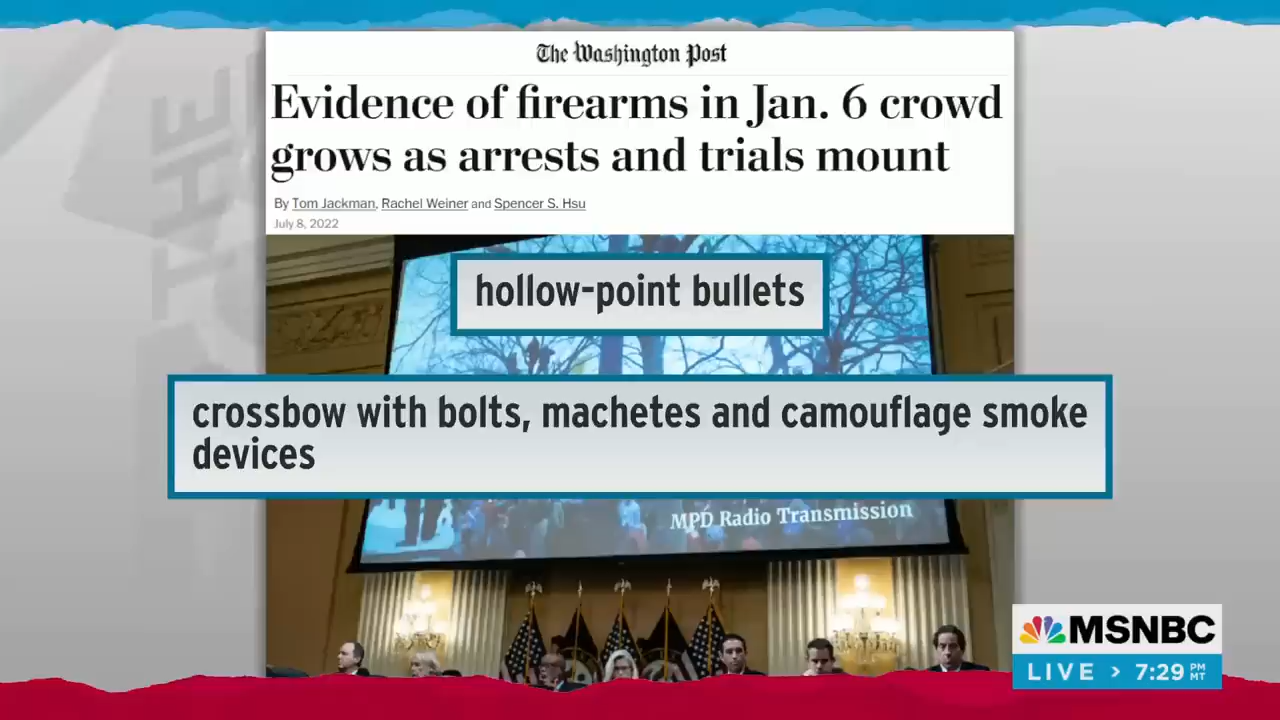 The Washington Post
Evidence of firearms in Jan. 6 crowd
grows as arrests and trials mount
By Tom Jackman, Rachel Weiner and Spencer S. Hsu
July 8, 2022
THE
hollow-point bullets
crossbow with bolts, machetes and camouflage smoke
devices
MPD Radio Transmission
MSNBC
LIVE > 7:29 PM MT